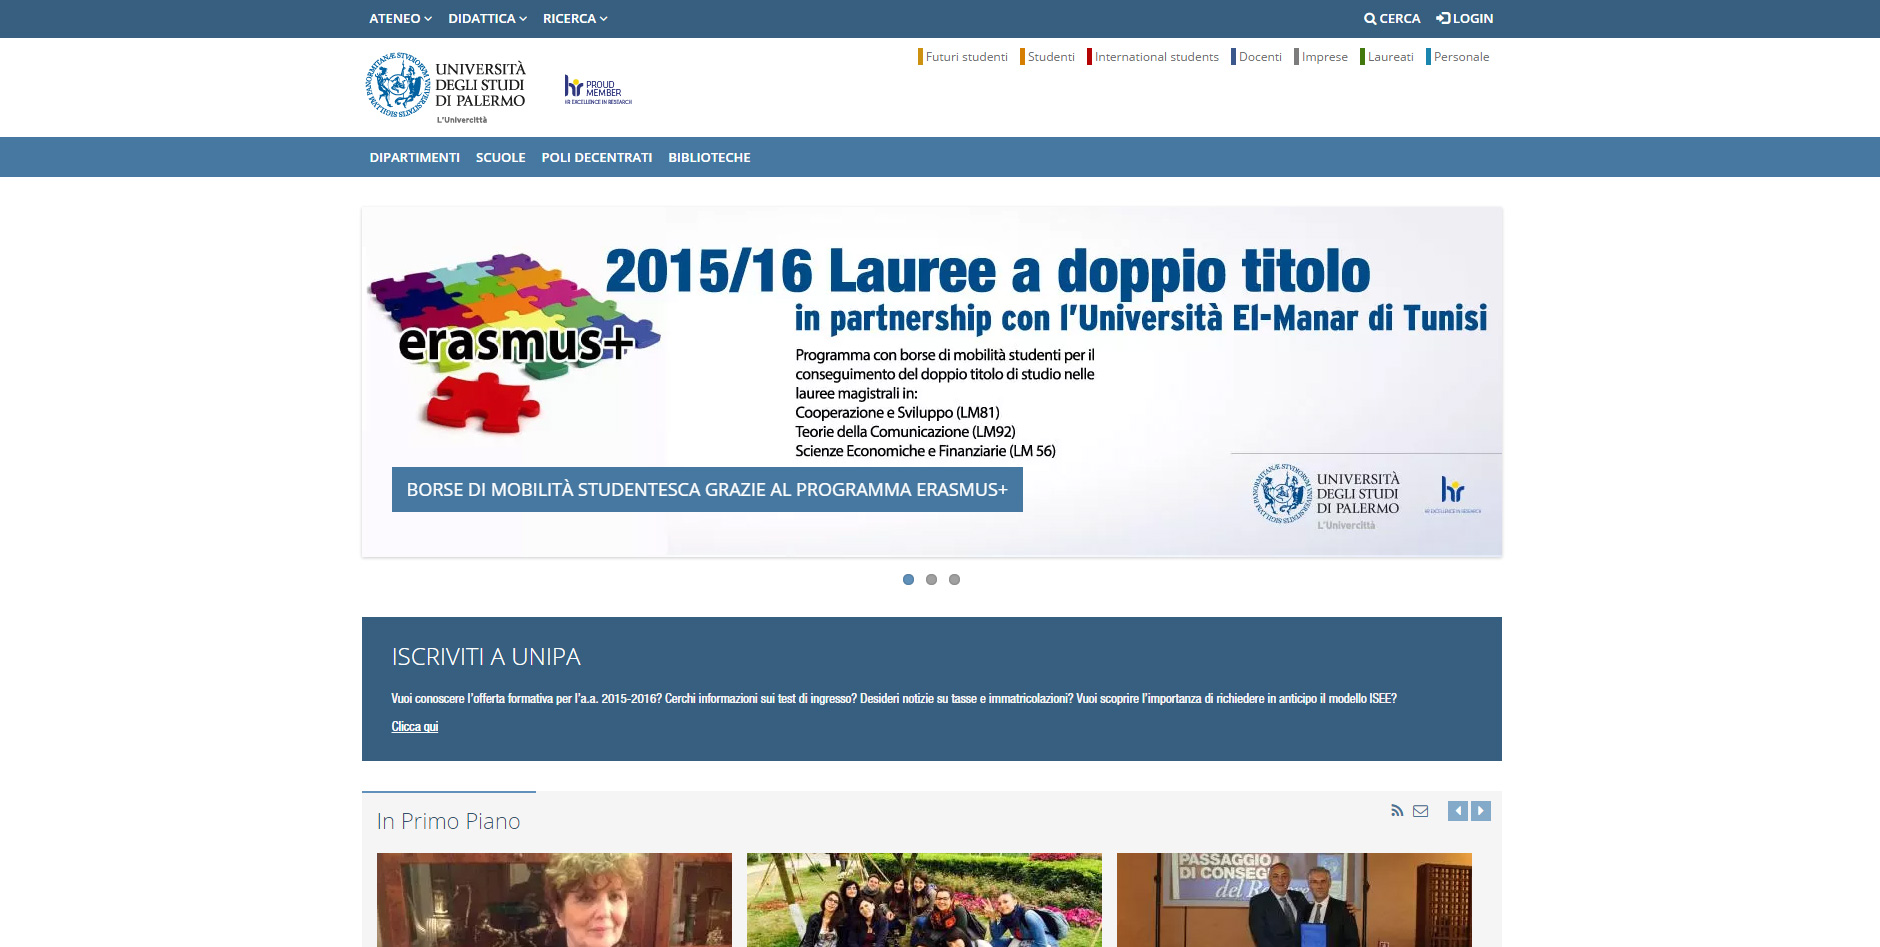 ATENEO DIDATTICA RICERCA CERCA LOGIN
Futuri studenti Studenti International students Docenti Imprese Laureati Personale
UNIVERSITÀ
DEGLI STUDI
DI PALERMO
L'Univercittà
PROUD
MEMBER
HR EXCELLENCE IN RESEARCH
DIPARTIMENTI SCUOLE POLI DECENTRATI BIBLIOTECHE
2015/16 Lauree a doppio titolo
in partnership con l'Università El-Manar di Tunisi
erasmus+
Programma con borse di mobilità studenti per il
conseguimento del doppio titolo di studio nelle
lauree magistrali in:
Cooperazione e Sviluppo (LM81)
Teorie della Comunicazione (LM92)
Scienze Economiche e Finanziarie (LM 56)
BORSE DI MOBILITÀ STUDENTESCA GRAZIE AL PROGRAMMA ERASMUS+
UNIVERSITÀ
DEGLI STUDI
DI PALERMO
L'Univercittà
hr
HR EXCELLENCE IN RESEARCH
ISCRIVITI A UNIPA
Vuoi conoscere l'offerta formativa per l'a.a. 2015-2016? Cerchi informazioni sui test di ingresso? Desideri notizie su tasse e immatricolazioni? Vuoi scoprire l'importanza di richiedere in anticipo il modello ISEE?
Clicca qui
In Primo Piano
PASSAGGIO
DI CONSEG
del Re